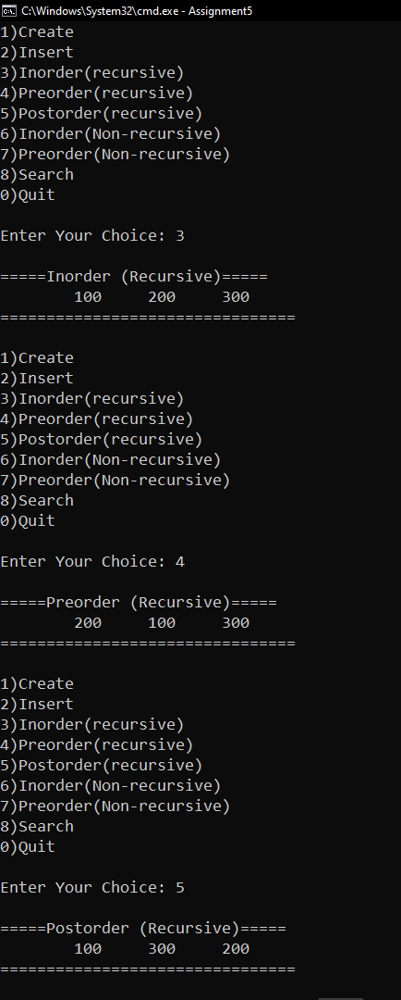 C:\Windows\System32\cmd.exe - Assignment5
1)Create
2)Insert
3)Inorder(recursive)
4)Preorder(recursive)
5)Postorder(recursive)
6)Inorder(Non-recursive)
7)Preorder(Non-recursive)
8)Search
0)Quit
Enter Your Choice: 3
=====Inorder (Recursive)=====
100 200 300
================================
1)Create
2)Insert
3)Inorder(recursive)
4)Preorder(recursive)
5)Postorder(recursive)
6)Inorder(Non-recursive)
7)Preorder(Non-recursive)
8)Search
0)Quit
Enter Your Choice: 4
=====Preorder (Recursive)=====
200 100 300
================================
1)Create
2)Insert
3)Inorder(recursive)
4)Preorder(recursive)
5)Postorder(recursive)
6)Inorder(Non-recursive)
7)Preorder(Non-recursive)
8)Search
0)Quit
Enter Your Choice: 5
=====Postorder (Recursive)=====
100 300 200
================================